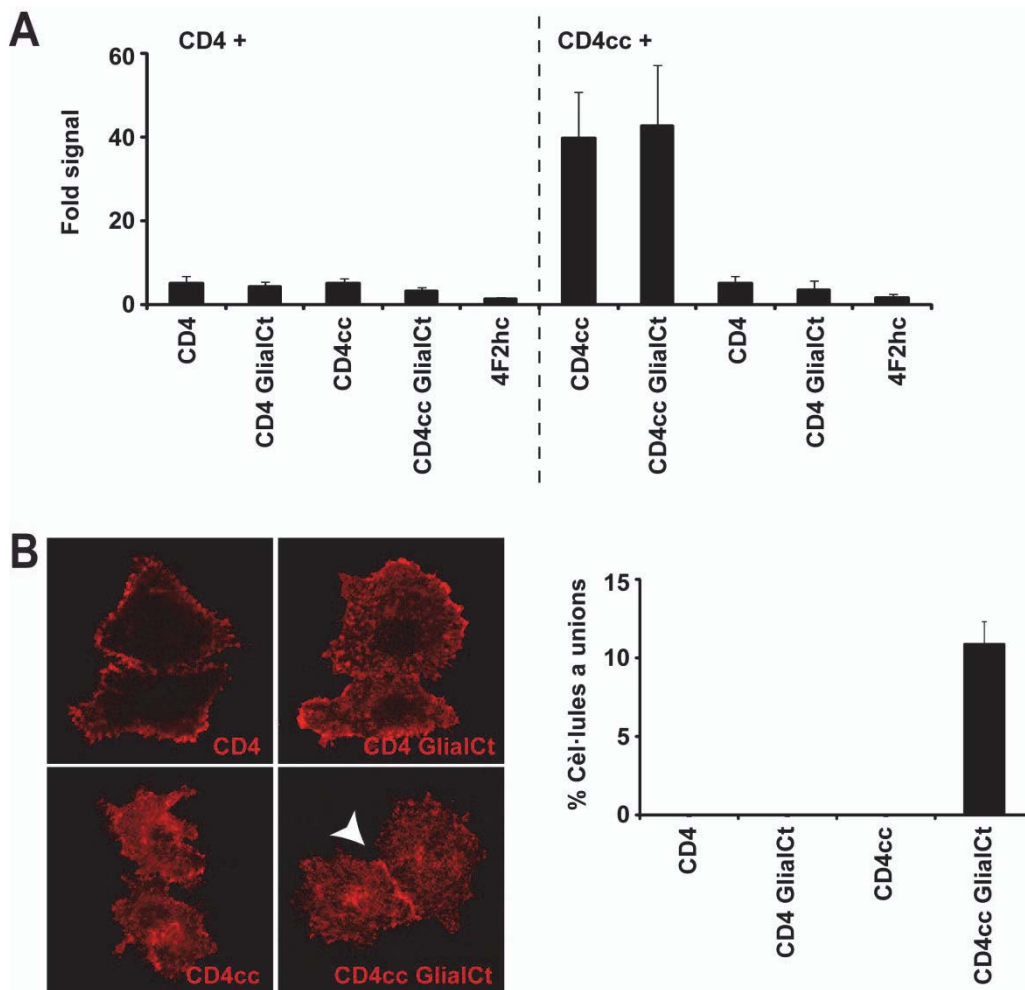 A
CD4 +
CD4cc +
Fold signal
60
40
20
0
CD4
CD4 GlialCt
CD4cc
CD4cc GlialCt
4F2hc
CD4cc
CD4cc GlialCt
CD4
CD4 GlialCt
4F2hc
B
CD4
CD4 GlialCt
CD4cc
CD4cc GlialCt
% Cèl·lules a unions
15
10
5
0
CD4
CD4 GlialCt
CD4cc
CD4cc GlialCt